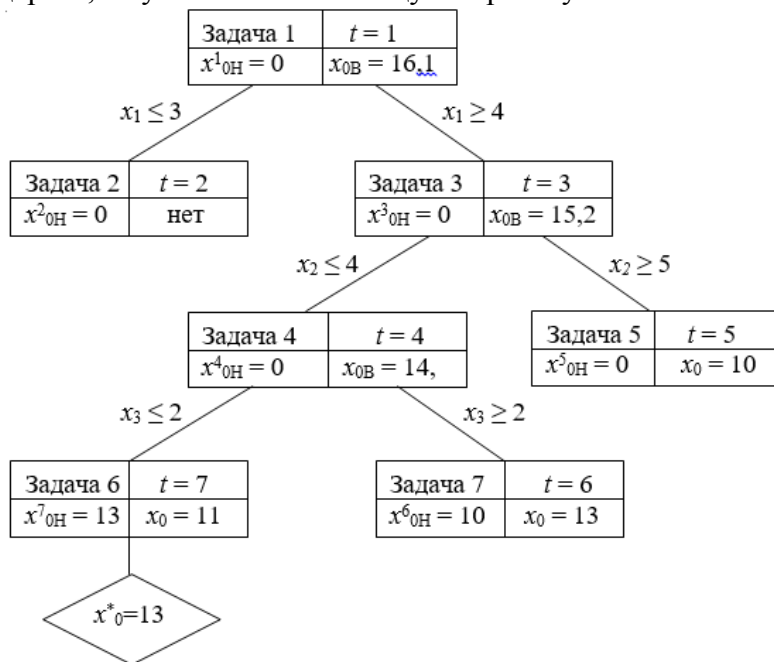 Задача 1 t = 1
x¹₀Н = 0 x₀В = 16,1
x₁ ≤ 3 x₁ ≥ 4
Задача 2 t = 2 Задача 3 t = 3
x²₀Н = 0 нет x³₀Н = 0 x₀В = 15,2
x₂ ≤ 4 x₂ ≥ 5
Задача 4 t = 4 Задача 5 t = 5
x⁴₀Н = 0 x₀В = 14, x⁵₀Н = 0 x₀ = 10
x₃ ≤ 2 x₃ ≥ 2
Задача 6 t = 7 Задача 7 t = 6
x⁷₀Н = 13 x₀ = 11 x⁶₀Н = 10 x₀ = 13
x*₀=13